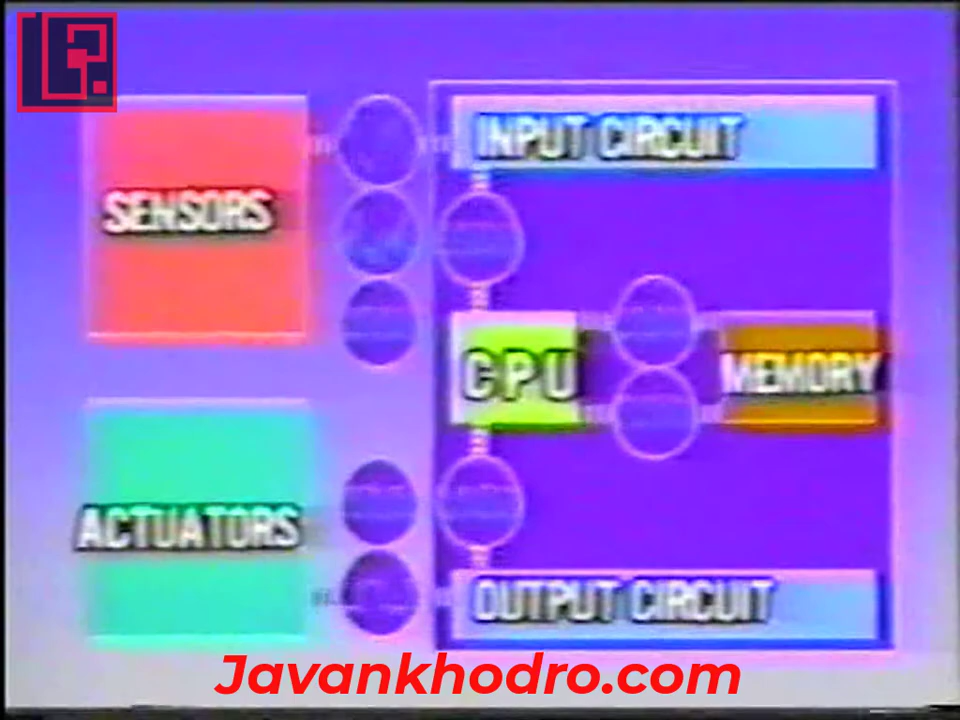 SENSORS
INPUT CIRCUIT
CPU
MEMORY
ACTUATORS
OUTPUT CIRCUIT
Javankhodro.com